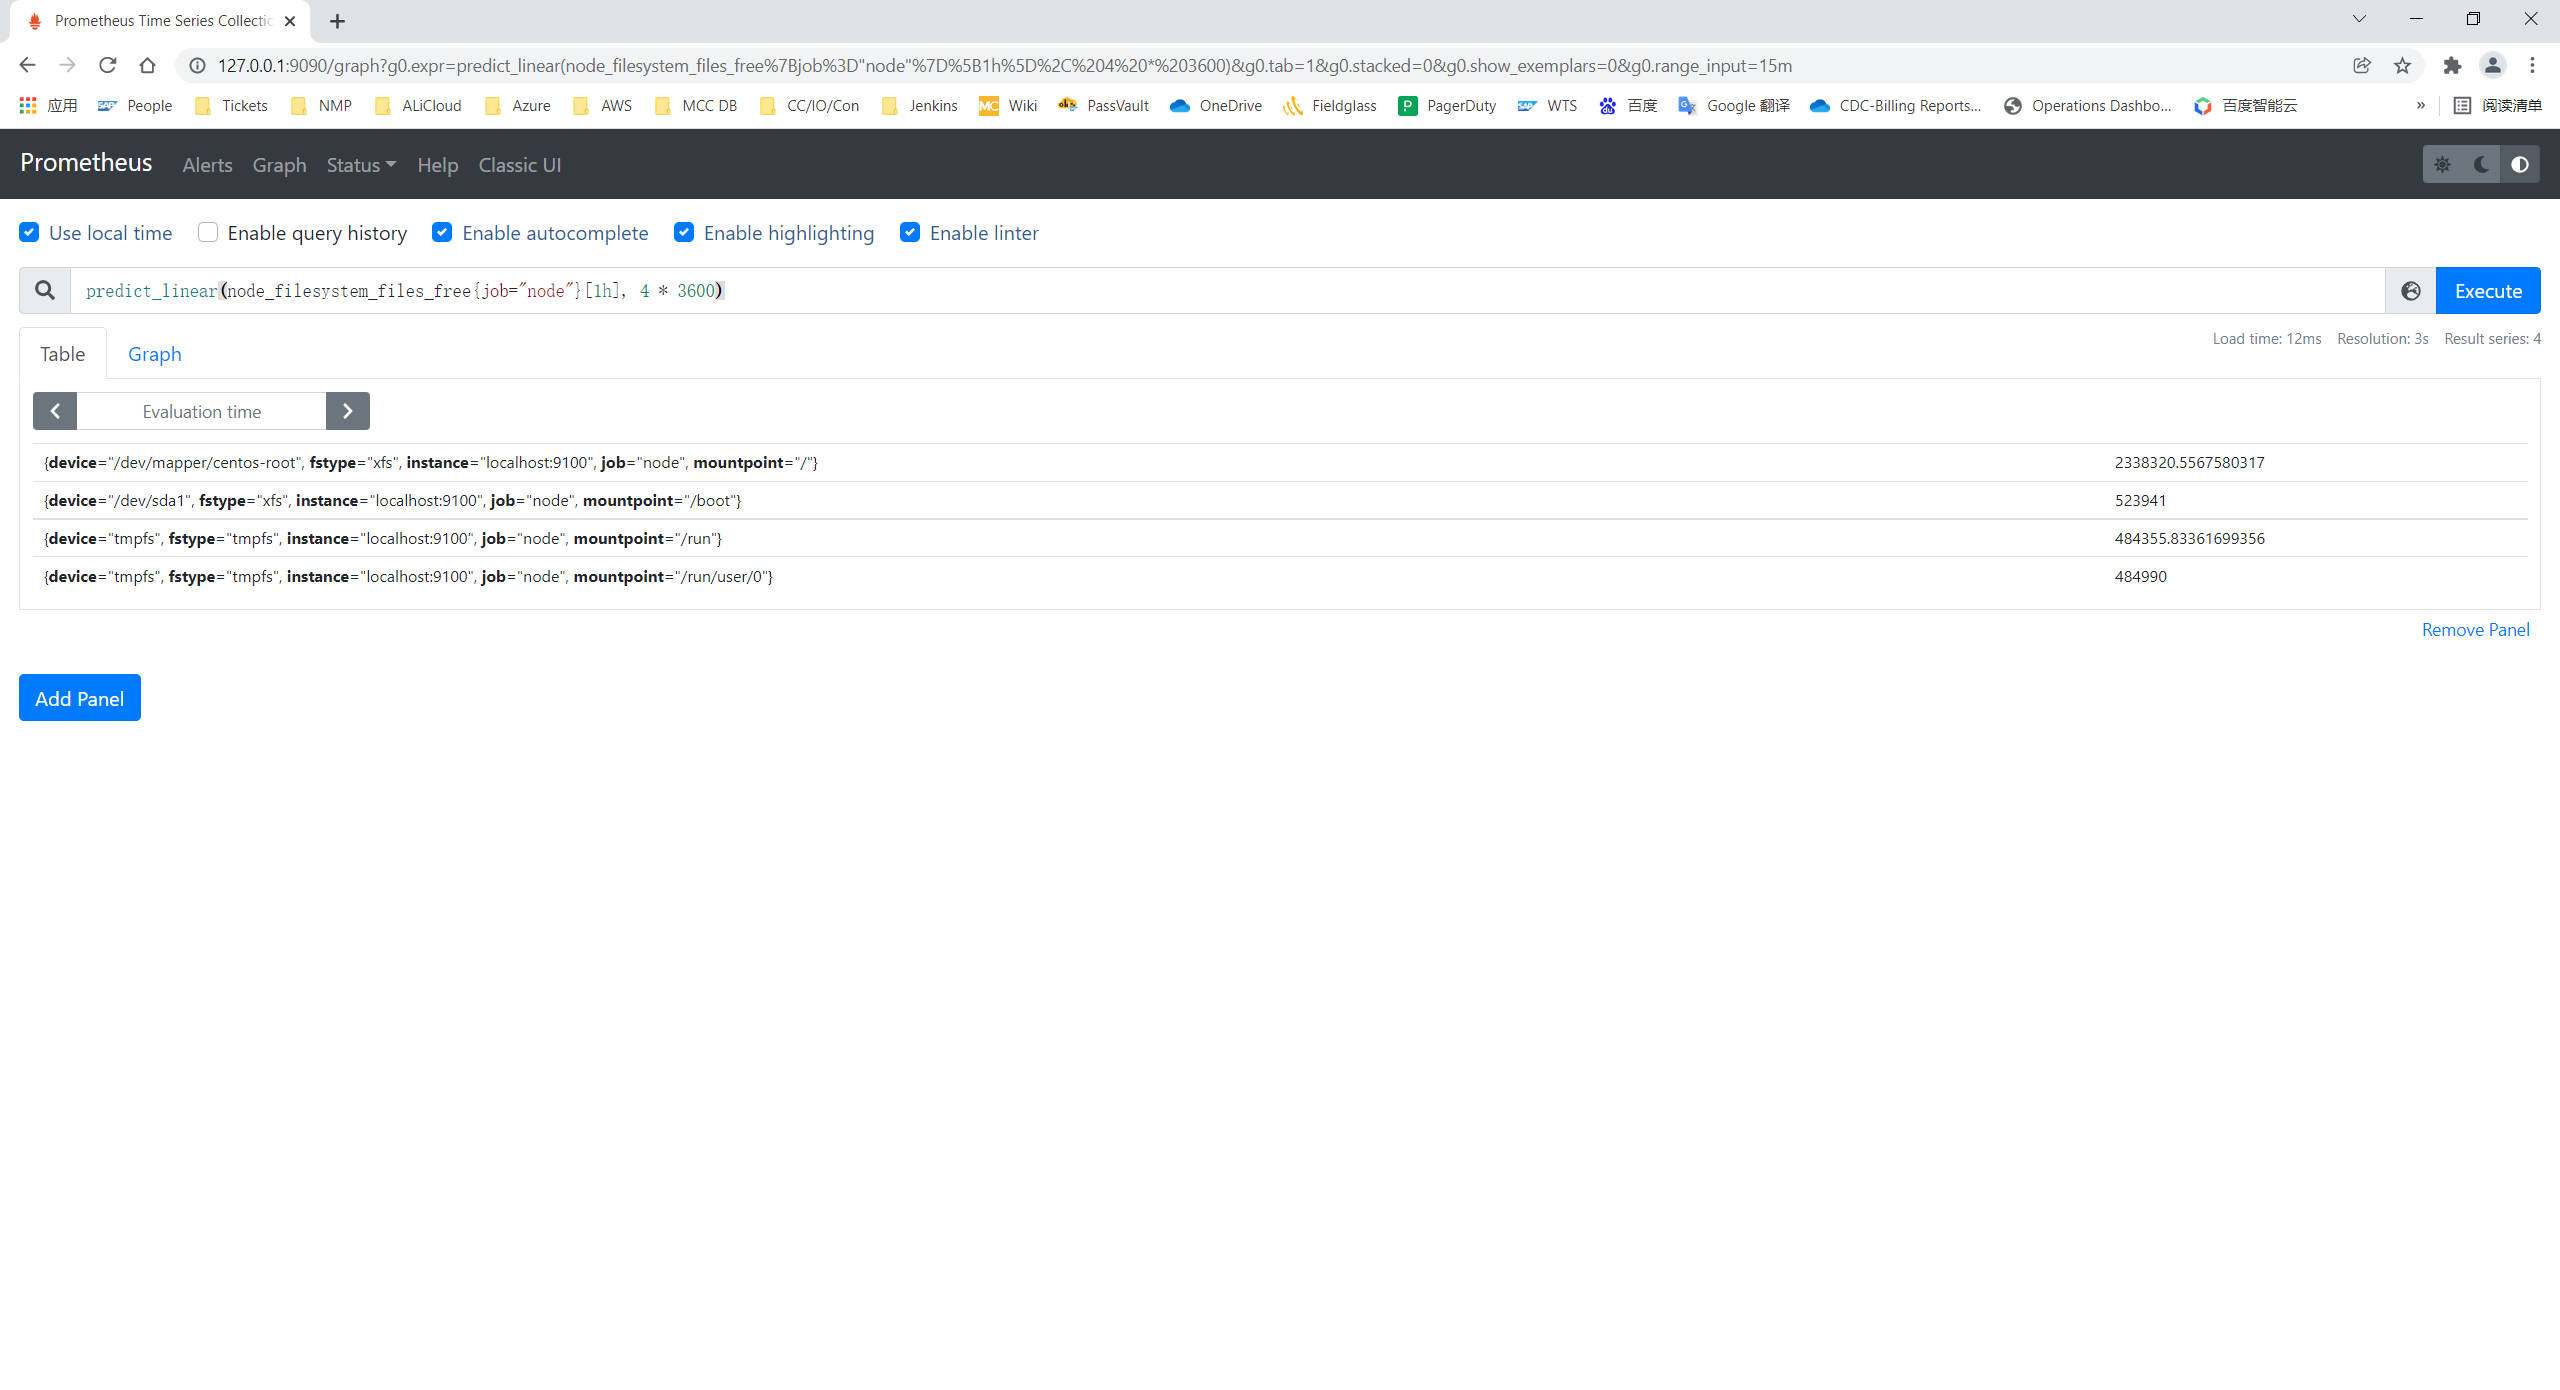 Prometheus Time Series Collectio
127.0.0.1:9090/graph?g0.expr=predict_linear(node_filesystem_files_free%7Bjob%3D"node"%7D%5B1h%5D%2C%204%20*%203600)&g0.tab=1&g0.stacked=0&g0.show_exemplars=0&g0.range_input=15m
应用 People Tickets NMP ALiCloud Azure AWS MCC DB CC/IO/Con Jenkins MC Wiki PassVault OneDrive Fieldglass P PagerDuty SAP WTS 百度 Google 翻译 CDC-Billing Reports... Operations Dashbo... 百度智能云 » 阅读清单
Prometheus Alerts Graph Status Help Classic UI
Use local time Enable query history Enable autocomplete Enable highlighting Enable linter
predict_linear(node_filesystem_files_free{job="node"}[1h], 4 * 3600) Execute
Table Graph Load time: 12ms Resolution: 3s Result series: 4
Evaluation time
{device="/dev/mapper/centos-root", fstype="xfs", instance="localhost:9100", job="node", mountpoint="/"} 2338320.5567580317
{device="/dev/sda1", fstype="xfs", instance="localhost:9100", job="node", mountpoint="/boot"} 523941
{device="tmpfs", fstype="tmpfs", instance="localhost:9100", job="node", mountpoint="/run"} 484355.83361699356
{device="tmpfs", fstype="tmpfs", instance="localhost:9100", job="node", mountpoint="/run/user/0"} 484990
Remove Panel
Add Panel